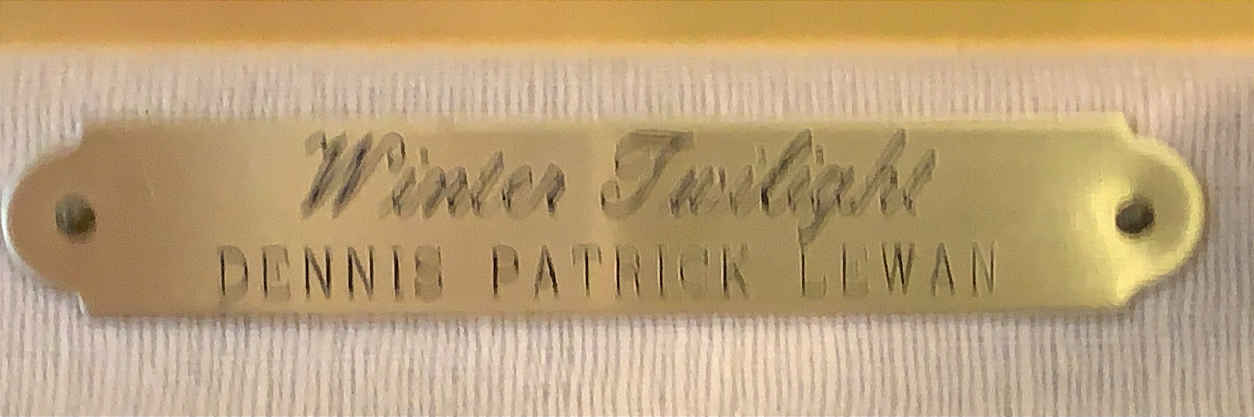 Winter Twilight
DENNIS PATRICK LEWAN